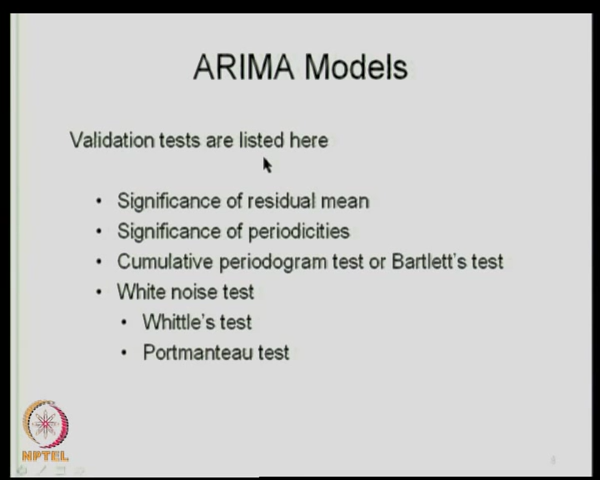 ARIMA Models
Validation tests are listed here
• Significance of residual mean
• Significance of periodicities
• Cumulative periodogram test or Bartlett's test
• White noise test
• Whittle's test
• Portmanteau test
NPTEL
4